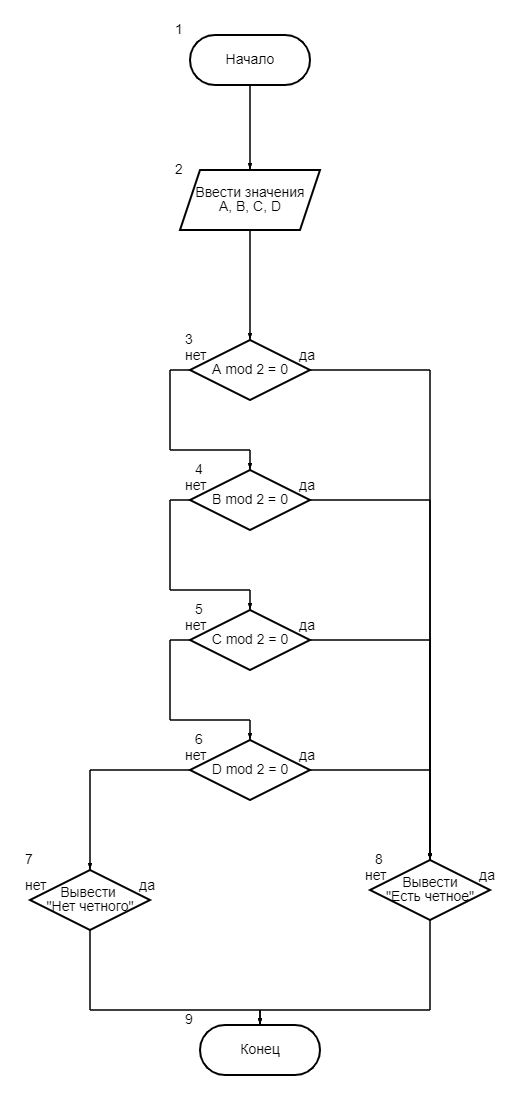 1
Начало
2
Ввести значения
A, B, C, D
3
нет
да
A mod 2 = 0
4
нет
да
B mod 2 = 0
5
нет
да
C mod 2 = 0
6
нет
да
D mod 2 = 0
7
нет
да
Вывести
"Нет четного"
8
нет
да
Вывести
"Есть четное"
9
Конец